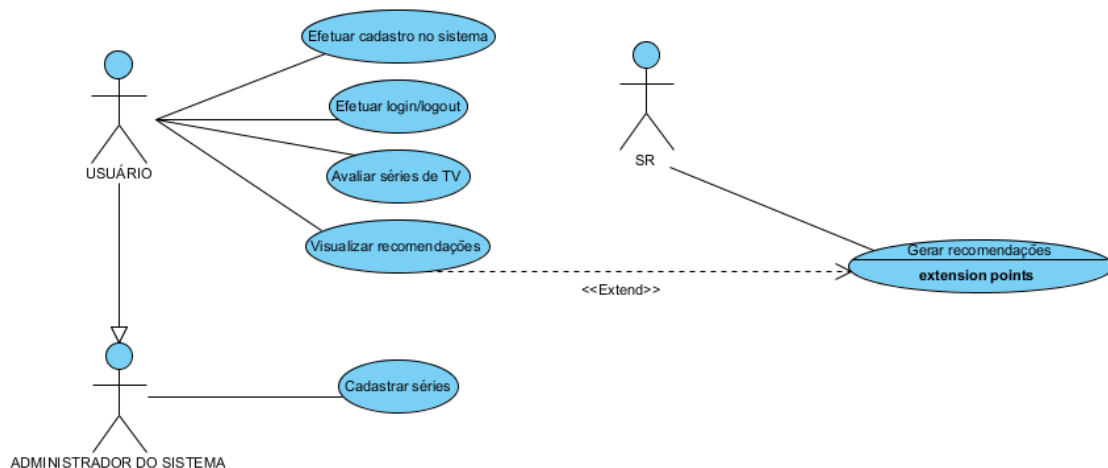 Efetuar cadastro no sistema
Efetuar login/logout
USUÁRIO
Avaliar séries de TV
Visualizar recomendações
SR
Gerar recomendações
extension points
<<Extend>>
Cadastrar séries
ADMINISTRADOR DO SISTEMA